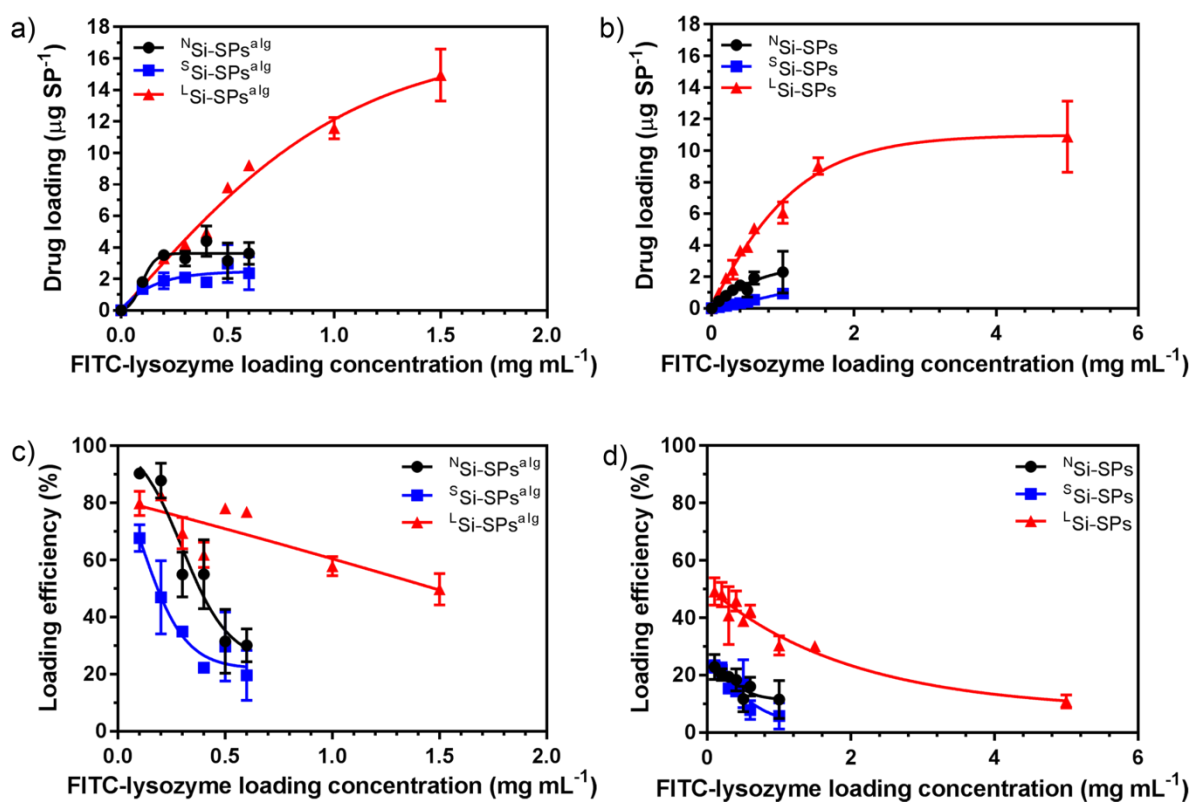 a)
ᴺSi-SPsᵃˡᵍ
ˢSi-SPsᵃˡᵍ
ᴸSi-SPsᵃˡᵍ
Drug loading (μg SP⁻¹)
18
16
14
12
10
8
6
4
2
0
0.0 0.5 1.0 1.5 2.0
FITC-lysozyme loading concentration (mg mL⁻¹)
b)
ᴺSi-SPs
ˢSi-SPs
ᴸSi-SPs
Drug loading (μg SP⁻¹)
18
16
14
12
10
8
6
4
2
0
0 2 4 6
FITC-lysozyme loading concentration (mg mL⁻¹)
c)
ᴺSi-SPsᵃˡᵍ
ˢSi-SPsᵃˡᵍ
ᴸSi-SPsᵃˡᵍ
Loading efficiency (%)
100
80
60
40
20
0
0.0 0.5 1.0 1.5 2.0
FITC-lysozyme loading concentration (mg mL⁻¹)
d)
ᴺSi-SPs
ˢSi-SPs
ᴸSi-SPs
Loading efficiency (%)
100
80
60
40
20
0
0 2 4 6
FITC-lysozyme loading concentration (mg mL⁻¹)